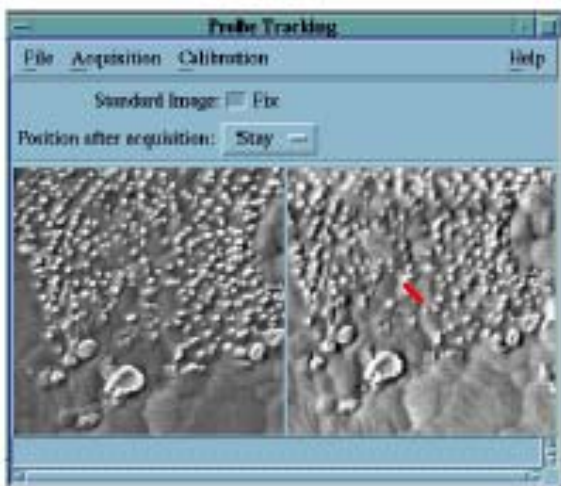 Probe Tracking
File Acquisition Calibration Help
Standard Image: Fix
Position after acquisition: Stay